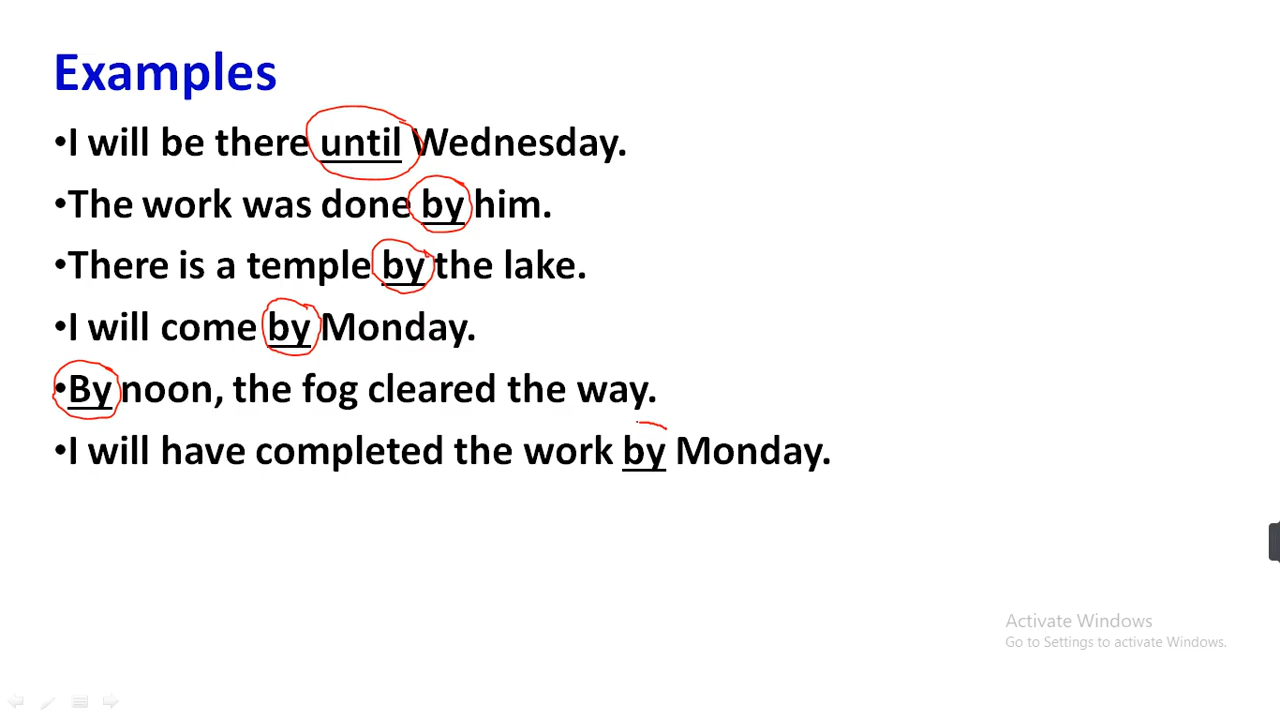 Examples
•I will be there until Wednesday.
•The work was done by him.
•There is a temple by the lake.
•I will come by Monday.
•By noon, the fog cleared the way.
•I will have completed the work by Monday.
Activate Windows
Go to Settings to activate Windows.